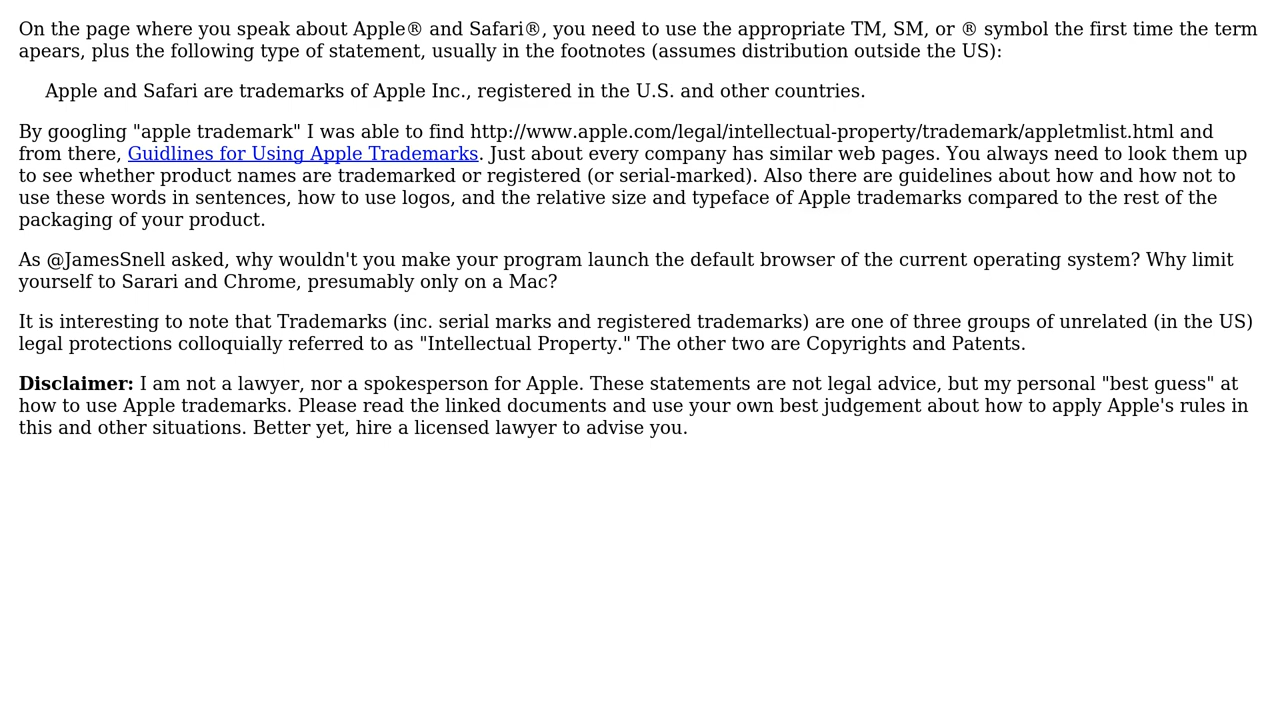 On the page where you speak about Apple® and Safari®, you need to use the appropriate TM, SM, or ® symbol the first time the term
apears, plus the following type of statement, usually in the footnotes (assumes distribution outside the US):
Apple and Safari are trademarks of Apple Inc., registered in the U.S. and other countries.
By googling "apple trademark" I was able to find http://www.apple.com/legal/intellectual-property/trademark/appletmlist.html and
from there, Guidlines for Using Apple Trademarks. Just about every company has similar web pages. You always need to look them up
to see whether product names are trademarked or registered (or serial-marked). Also there are guidelines about how and how not to
use these words in sentences, how to use logos, and the relative size and typeface of Apple trademarks compared to the rest of the
packaging of your product.
As @JamesSnell asked, why wouldn't you make your program launch the default browser of the current operating system? Why limit
yourself to Sarari and Chrome, presumably only on a Mac?
It is interesting to note that Trademarks (inc. serial marks and registered trademarks) are one of three groups of unrelated (in the US)
legal protections colloquially referred to as "Intellectual Property." The other two are Copyrights and Patents.
Disclaimer: I am not a lawyer, nor a spokesperson for Apple. These statements are not legal advice, but my personal "best guess" at
how to use Apple trademarks. Please read the linked documents and use your own best judgement about how to apply Apple's rules in
this and other situations. Better yet, hire a licensed lawyer to advise you.